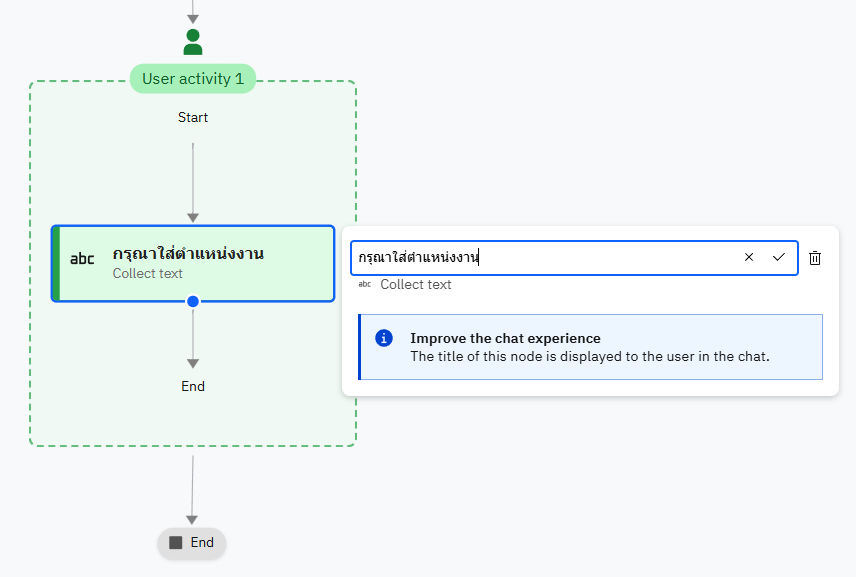 User activity 1
Start
abc
กรุณาใส่ตำแหน่งงาน
Collect text
กรุณาใส่ตำแหน่งงาน
abc Collect text
Improve the chat experience
The title of this node is displayed to the user in the chat.
End
End